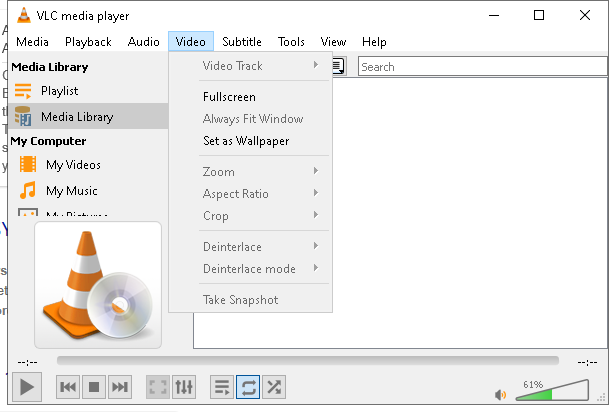 VLC media player
Media Playback Audio Video Subtitle Tools View Help
Media Library
Playlist
Media Library
My Computer
My Videos
My Music
My Pictures
Video Track
Fullscreen
Always Fit Window
Set as Wallpaper
Zoom
Aspect Ratio
Crop
Deinterlace
Deinterlace mode
Take Snapshot
Search
--:--
--:--
61%